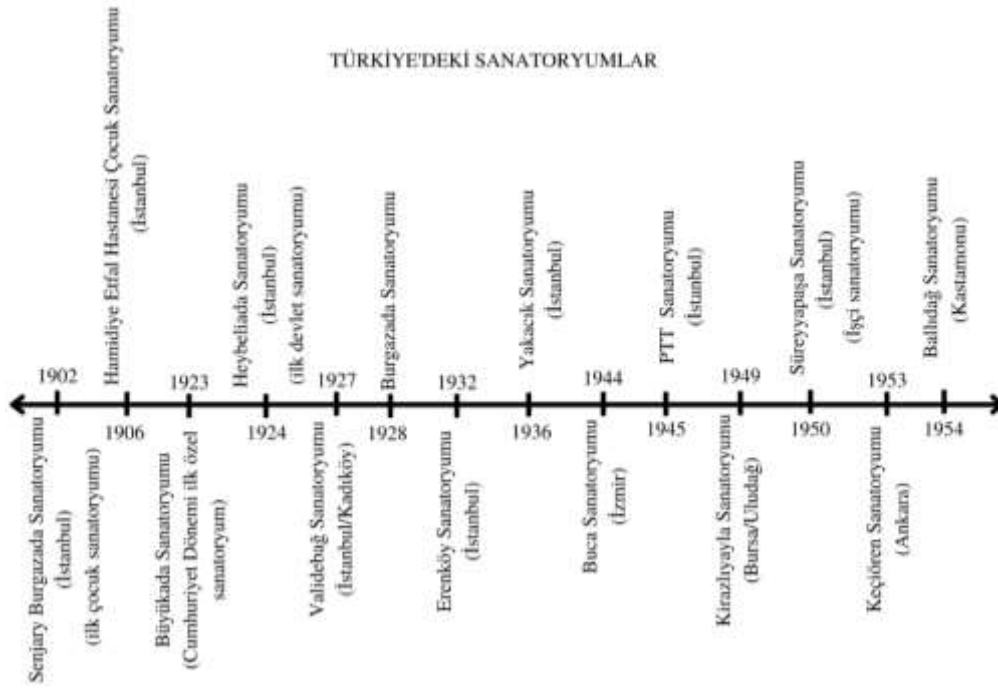 TÜRKİYE'DEKİ SANATORYUMLAR
1902
Senjary Burgazada Sanatoryumu
(İstanbul)
(ilk çocuk sanatoryumu)
Hamidiye Etfal Hastanesi Çocuk Sanatoryumu
(İstanbul)
1906
1923
Büyükada Sanatoryumu
(Cumhuriyet Dönemi ilk özel
sanatoryum)
Heybeliada Sanatoryumu
(İstanbul)
(ilk devlet sanatoryumu)
1924
1927
Validebağ Sanatoryumu
(İstanbul/Kadıköy)
Burgazada Sanatoryumu
1928
1932
Erenköy Sanatoryumu
(İstanbul)
Yakacık Sanatoryumu
(İstanbul)
1936
1944
Buca Sanatoryumu
(İzmir)
PTT Sanatoryumu
(İstanbul)
1945
1949
Kirazlıyayla Sanatoryumu
(Bursa/Uludağ)
Süreyyapaşa Sanatoryumu
(İstanbul)
(İşçi sanatoryumu)
1950
1953
Keçiören Sanatoryumu
(Ankara)
Ballıdağ Sanatoryumu
(Kastamonu)
1954